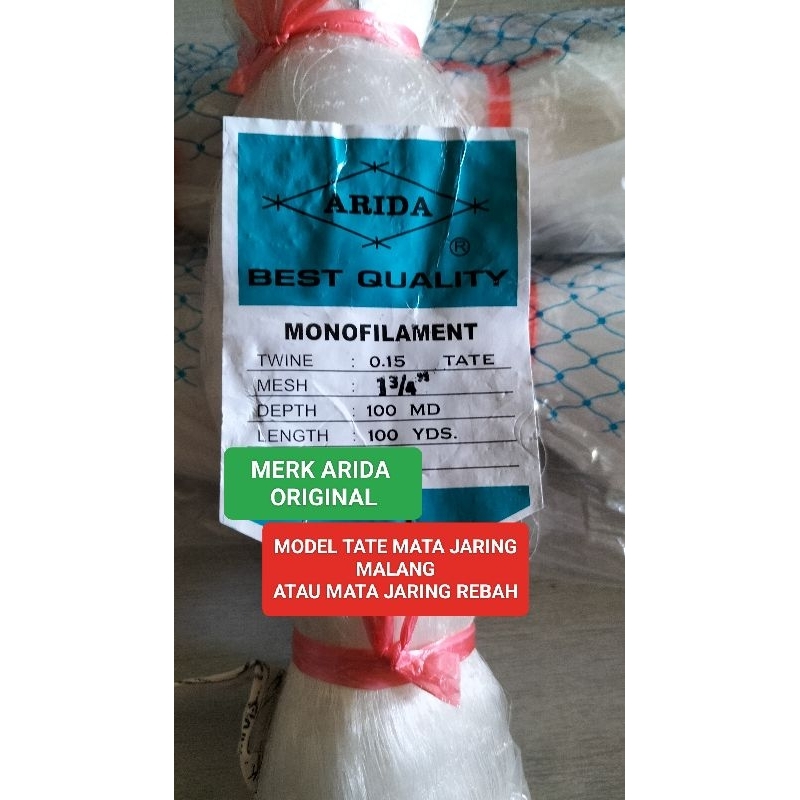 ARIDA
®
BEST QUALITY
MONOFILAMENT
TWINE : 0.15 TATE
MESH : 1 3/4"
DEPTH : 100 MD
LENGTH : 100 YDS.
MERK ARIDA
ORIGINAL
MODEL TATE MATA JARING
MALANG
ATAU MATA JARING REBAH